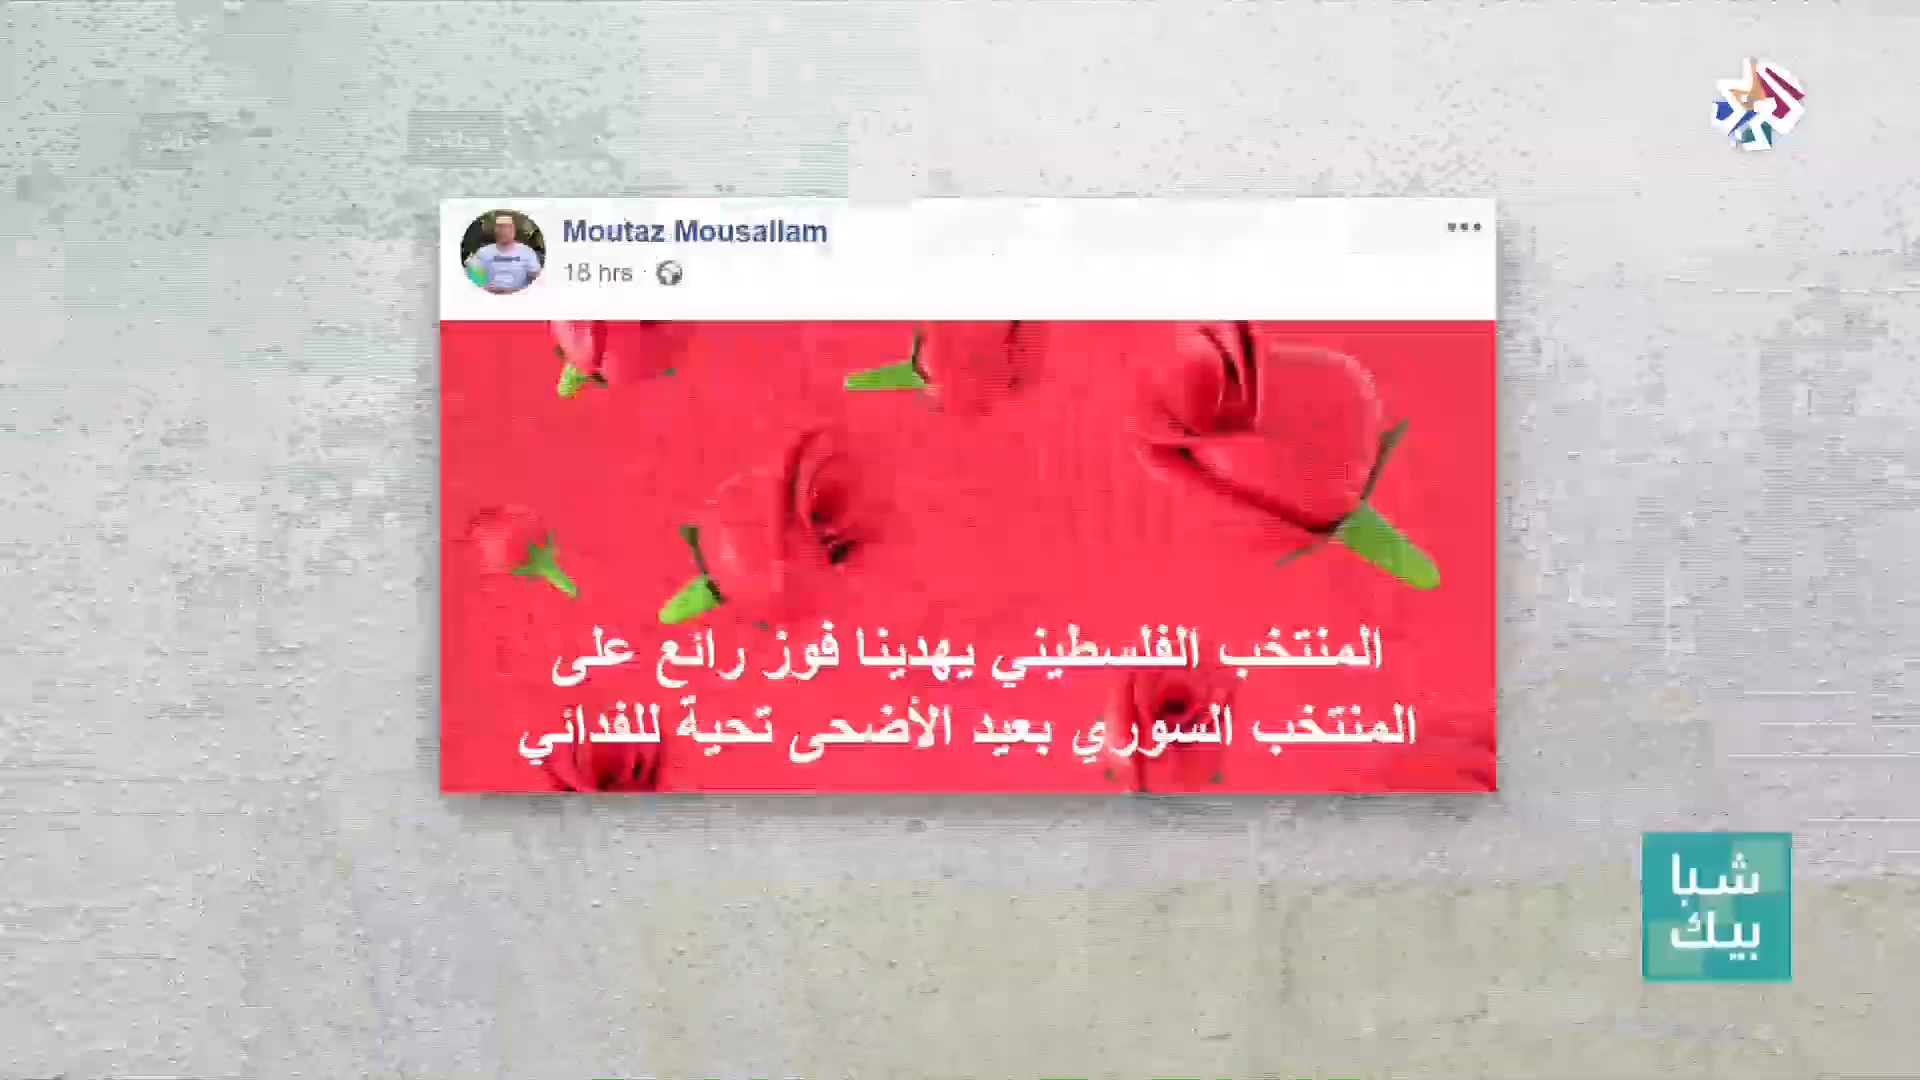 Moutaz Mousallam
18 hrs ·
المنتخب الفلسطيني يهدينا فوز رائع على
المنتخب السوري بعيد الأضحى تحية للفدائي
شبا
بيك